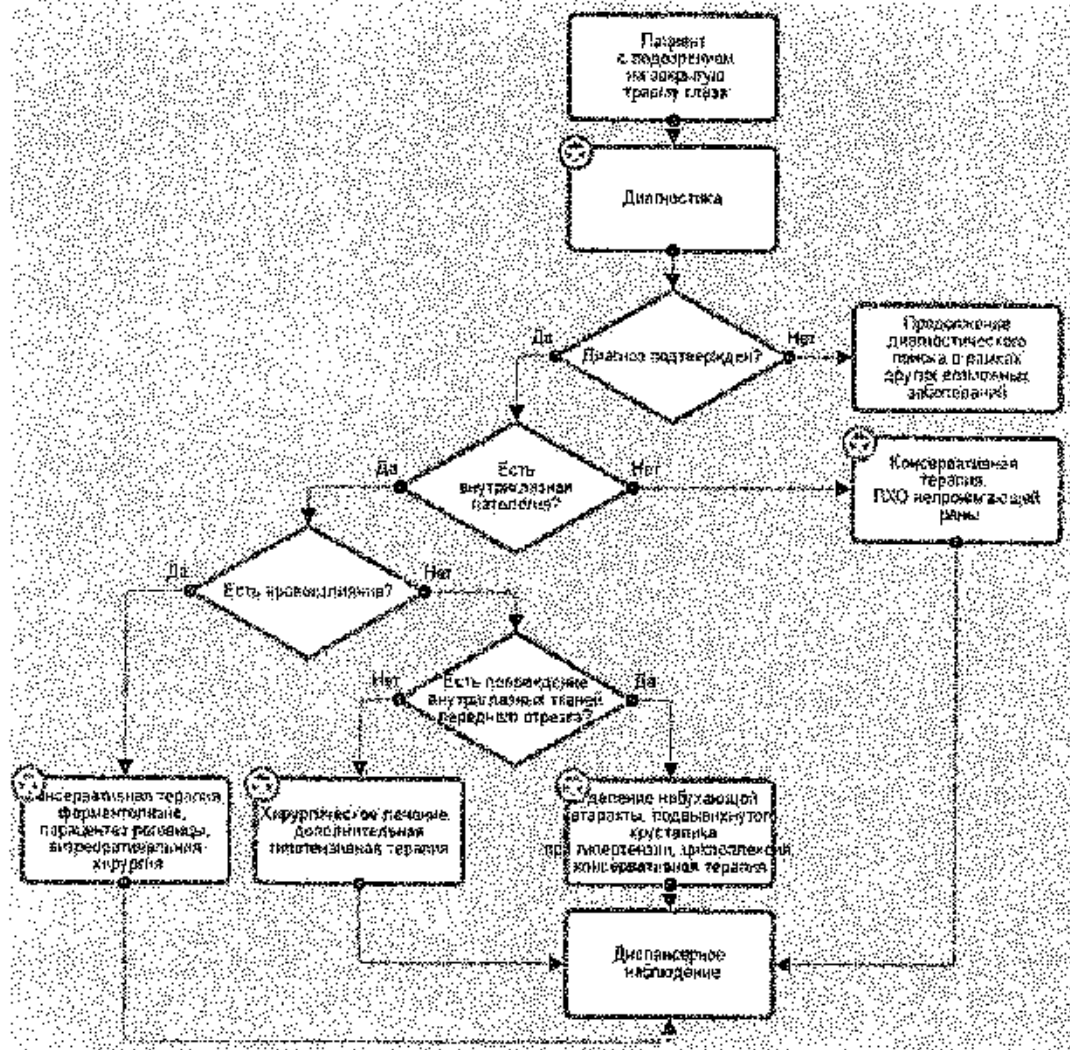 Пациент
с подозрением
на закрытую
травму глаза
Диагностика
Да
Диагноз подтвержден?
Нет
Продолжение
диагностического
поиска в рамках
других возможных
заболеваний
Да
Есть
внутриглазная
патология?
Нет
Консервативная
терапия.
ПХО непроникающей
раны
Да
Есть кровоизлияния?
Нет
Нет
Есть повреждение
внутриглазных тканей
переднего отрезка?
Да
Консервативная терапия,
ферментолиз,
парацентез роговицы,
витреоретинальная
хирургия
Хирургическое лечение,
дополнительная
гипотензивная терапия
Удаление набухающей
катаракты, подвывихнутого
хрусталика
при гипертензии, циклоплексия,
консервативная терапия
Диспансерное
наблюдение